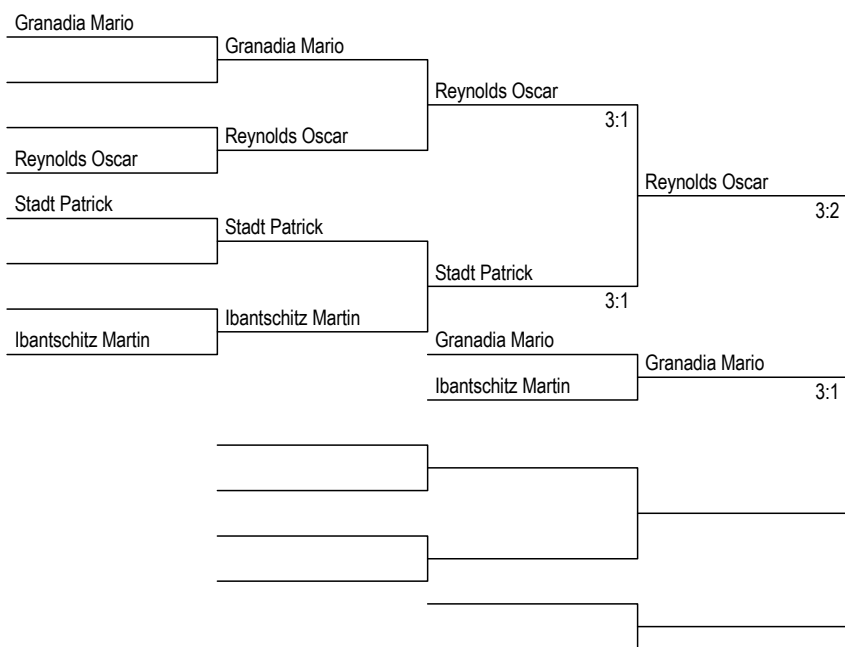 Granadia Mario
Granadia Mario
Reynolds Oscar
3:1
Reynolds Oscar
Reynolds Oscar
Reynolds Oscar
3:2
Stadt Patrick
Stadt Patrick
Stadt Patrick
3:1
Ibantschitz Martin
Ibantschitz Martin
Granadia Mario
Granadia Mario
Ibantschitz Martin
3:1